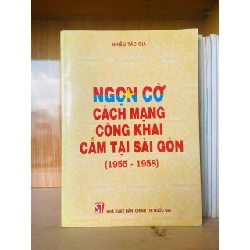 NHIỀU TÁC GIẢ
NGỌN CỜ
CÁCH MẠNG
CÔNG KHAI
CẮM TẠI SÀI GÒN
(1955 - 1958)
NHÀ XUẤT BẢN CHÍNH TRỊ QUỐC GIA